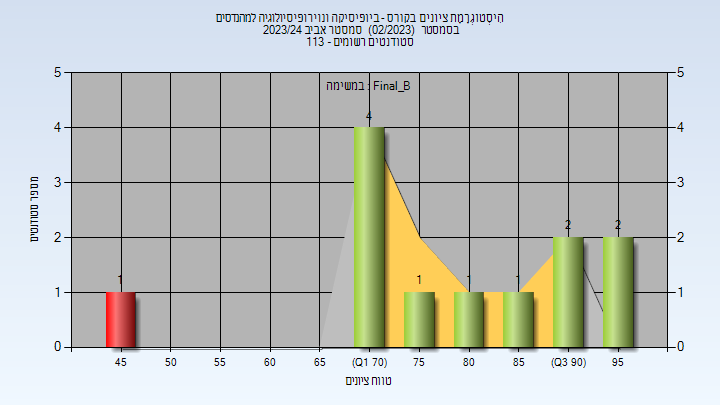 הִיסְטוֹגְרָמַת ציונים בקורס - ביופיסיקה ונוירופיסיולוגיה למהנדסים
בסמסטר (02/2023) סמסטר אביב 2023/24
סטודנטים רשומים - 113
במשימה : Final_B
מספר סטודנטים
5 5
4 4
3 3
2 2
1 1
0 0
1 4 1 1 1 2 2
45 50 55 60 65 (Q1 70) 75 80 85 (Q3 90) 95
טווח ציונים